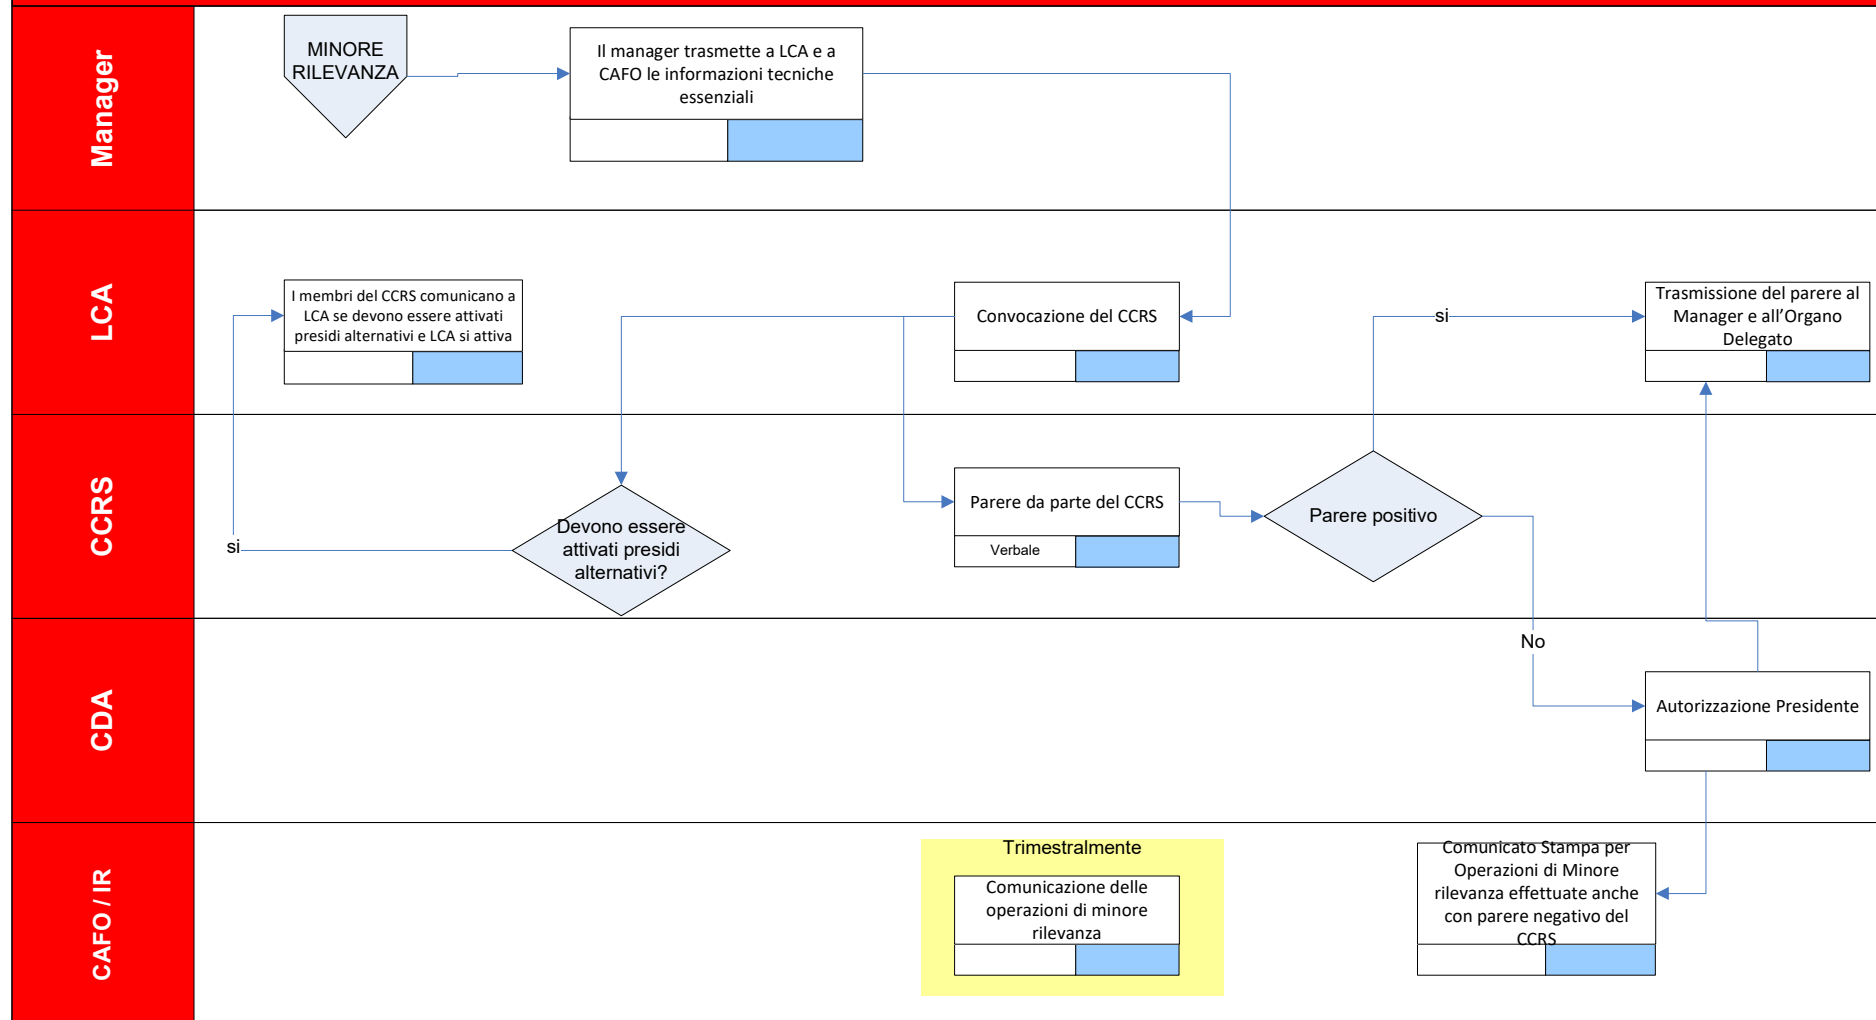 Manager
MINORE
RILEVANZA
Il manager trasmette a LCA e a
CAFO le informazioni tecniche
essenziali
LCA
I membri del CCRS comunicano a
LCA se devono essere attivati
presidi alternativi e LCA si attiva
Convocazione del CCRS
si
Trasmissione del parere al
Manager e all’Organo
Delegato
CCRS
si
Devono essere
attivati presidi
alternativi?
Parere da parte del CCRS
Verbale
Parere positivo
CDA
No
Autorizzazione Presidente
CAFO / IR
Trimestralmente
Comunicazione delle
operazioni di minore
rilevanza
Comunicato Stampa per
Operazioni di Minore
rilevanza effettuate anche
con parere negativo del
CCRS